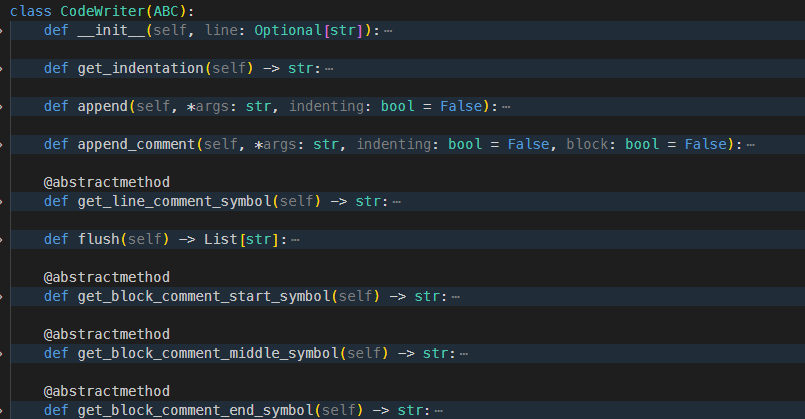 class CodeWriter(ABC):
    def __init__(self, line: Optional[str]):⋯
    def get_indentation(self) -> str:⋯
    def append(self, *args: str, indenting: bool = False):⋯
    def append_comment(self, *args: str, indenting: bool = False, block: bool = False):⋯
    @abstractmethod
    def get_line_comment_symbol(self) -> str:⋯
    def flush(self) -> List[str]:⋯
    @abstractmethod
    def get_block_comment_start_symbol(self) -> str:⋯
    @abstractmethod
    def get_block_comment_middle_symbol(self) -> str:⋯
    @abstractmethod
    def get_block_comment_end_symbol(self) -> str:⋯